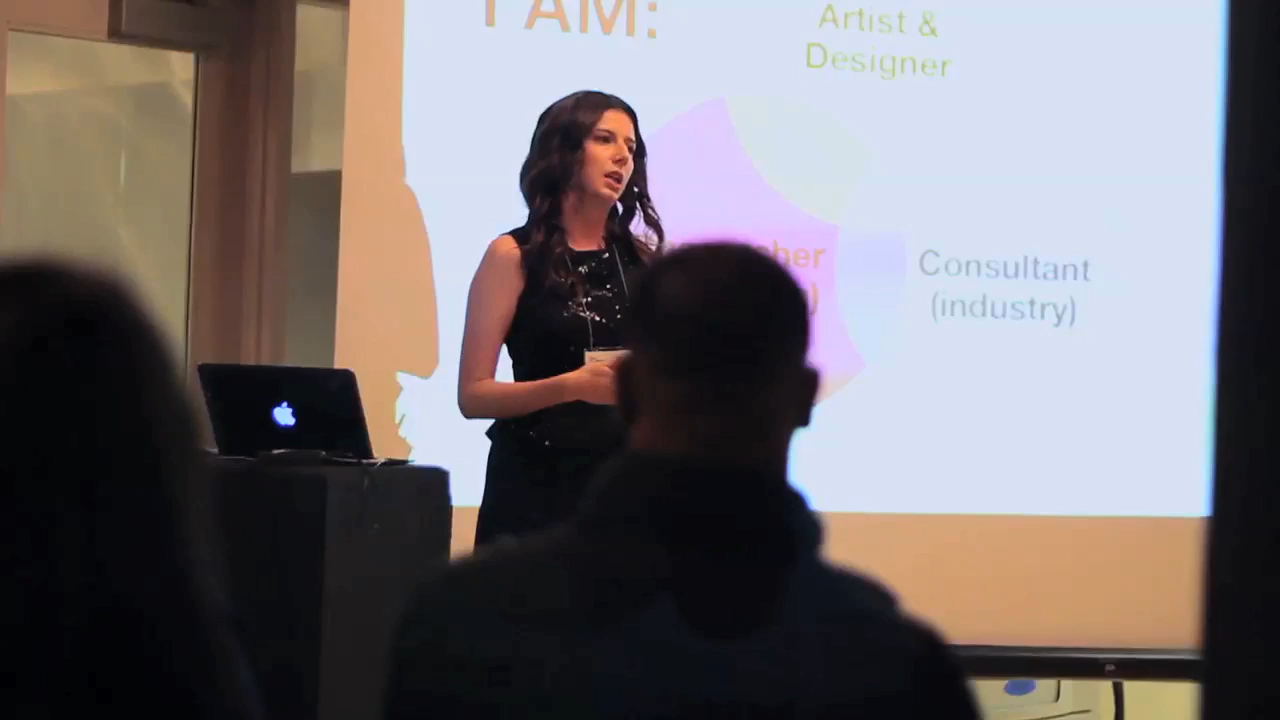 I AM:
Artist &
Designer
Consultant
(industry)